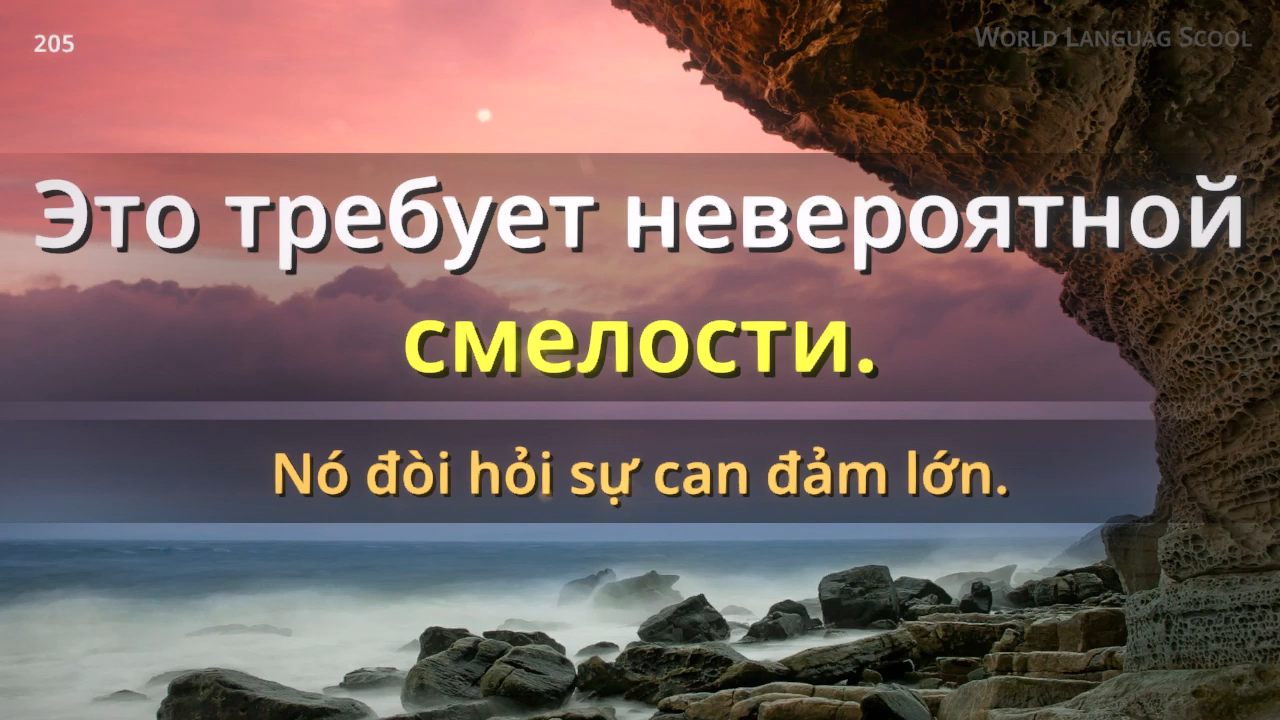 205
World Languag Scool
Это требует невероятной
смелости.
Nó đòi hỏi sự can đảm lớn.